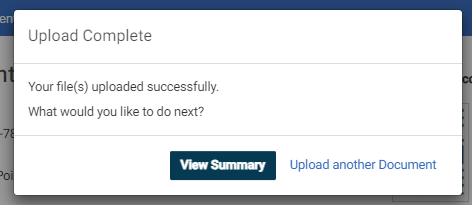 Upload Complete
Your file(s) uploaded successfully.
What would you like to do next?
View Summary
Upload another Document